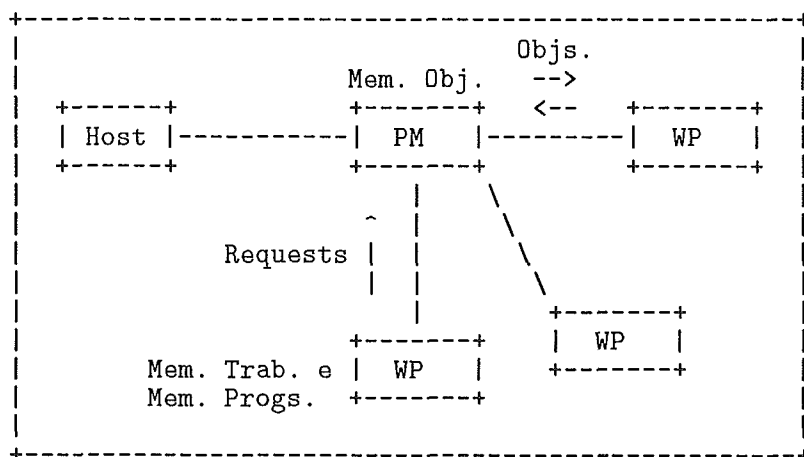 Objs.
Mem. Obj. -->
<--
Host PM WP
Requests
WP
Mem. Trab. e WP
Mem. Progs.